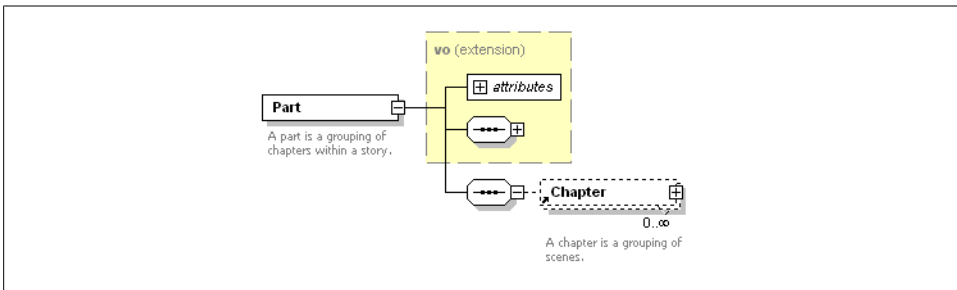 vo (extension)
attributes
Part
A part is a grouping of
chapters within a story.
Chapter
0..∞
A chapter is a grouping of
scenes.